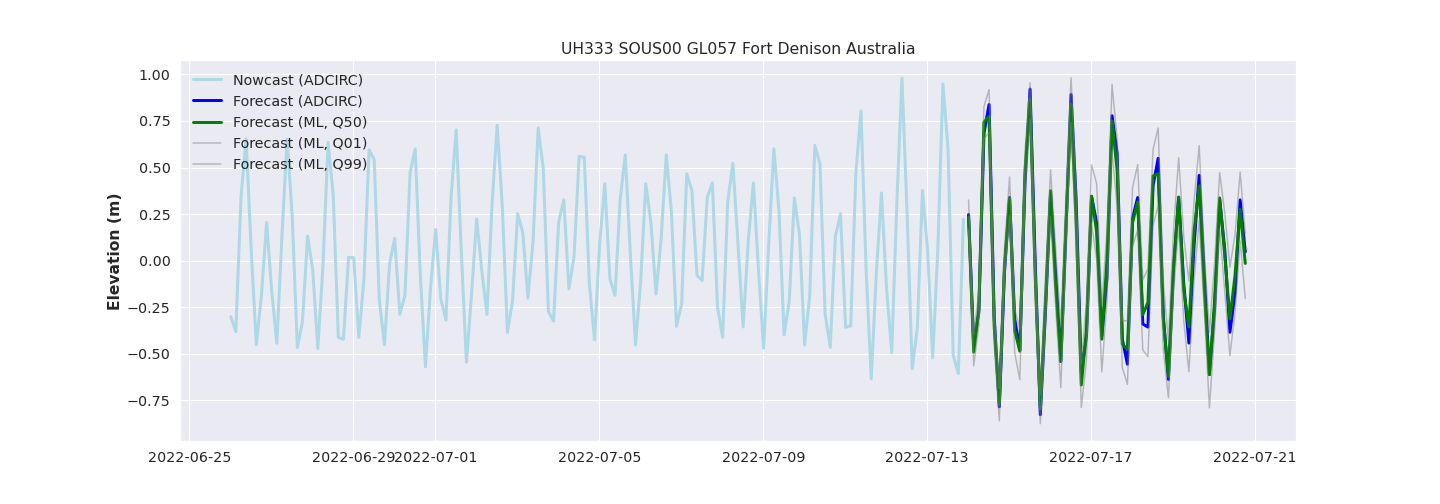 UH333 SOUS00 GL057 Fort Denison Australia
Nowcast (ADCIRC)
Forecast (ADCIRC)
Forecast (ML, Q50)
Forecast (ML, Q01)
Forecast (ML, Q99)
Elevation (m)
1.00
0.75
0.50
0.25
0.00
−0.25
−0.50
−0.75
2022-06-25 2022-06-29 2022-07-01 2022-07-05 2022-07-09 2022-07-13 2022-07-17 2022-07-21